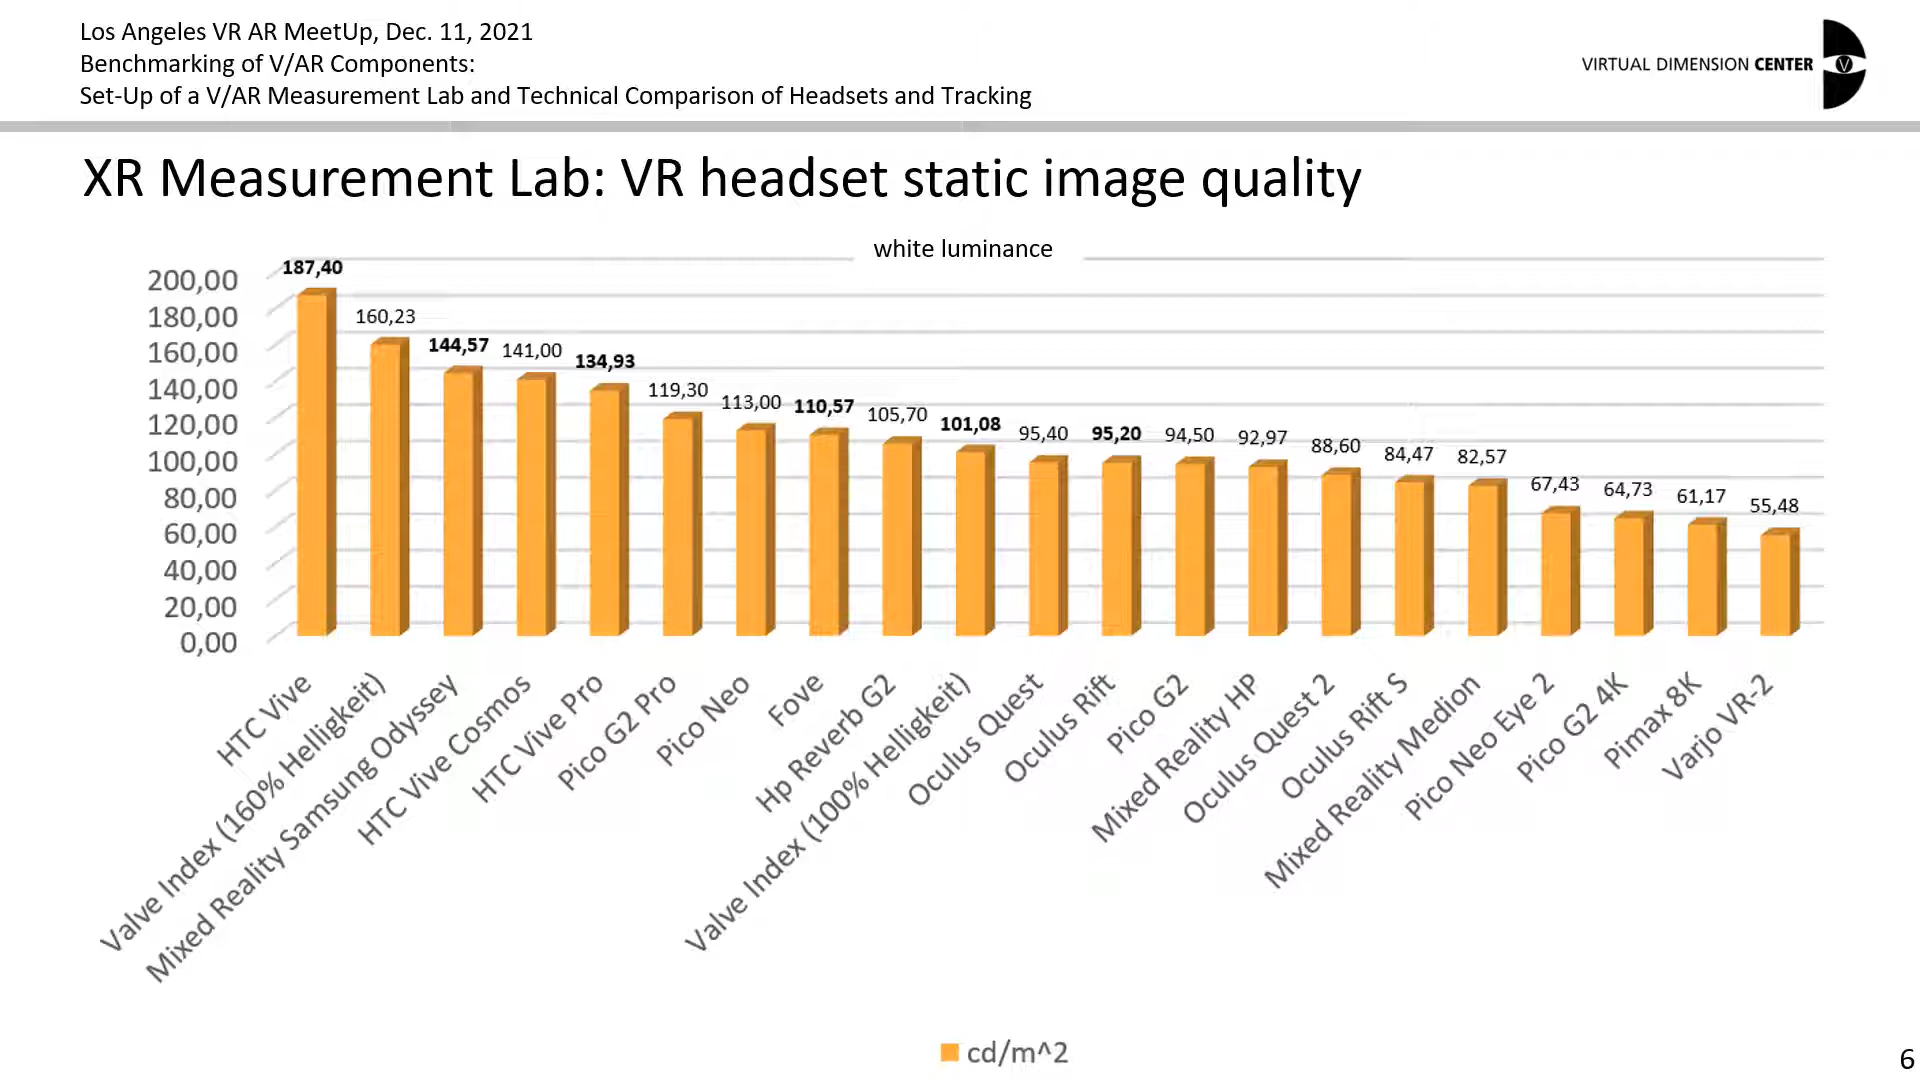 Los Angeles VR AR MeetUp, Dec. 11, 2021
Benchmarking of V/AR Components:
Set-Up of a V/AR Measurement Lab and Technical Comparison of Headsets and Tracking
VIRTUAL DIMENSION CENTER
V
XR Measurement Lab: VR headset static image quality
white luminance
200,00
180,00
160,00
140,00
120,00
100,00
80,00
60,00
40,00
20,00
0,00
187,40
160,23
144,57
141,00
134,93
119,30
113,00
110,57
105,70
101,08
95,40
95,20
94,50
92,97
88,60
84,47
82,57
67,43
64,73
61,17
55,48
HTC Vive
Valve Index (160% Helligkeit)
Mixed Reality Samsung Odyssey
HTC Vive Cosmos
HTC Vive Pro
Pico G2 Pro
Pico Neo
Fove
Hp Reverb G2
Valve Index (100% Helligkeit)
Oculus Quest
Oculus Rift
Pico G2
Mixed Reality HP
Oculus Quest 2
Oculus Rift S
Mixed Reality Medion
Pico Neo Eye 2
Pico G2 4K
Pimax 8K
Varjo VR-2
cd/m^2
6